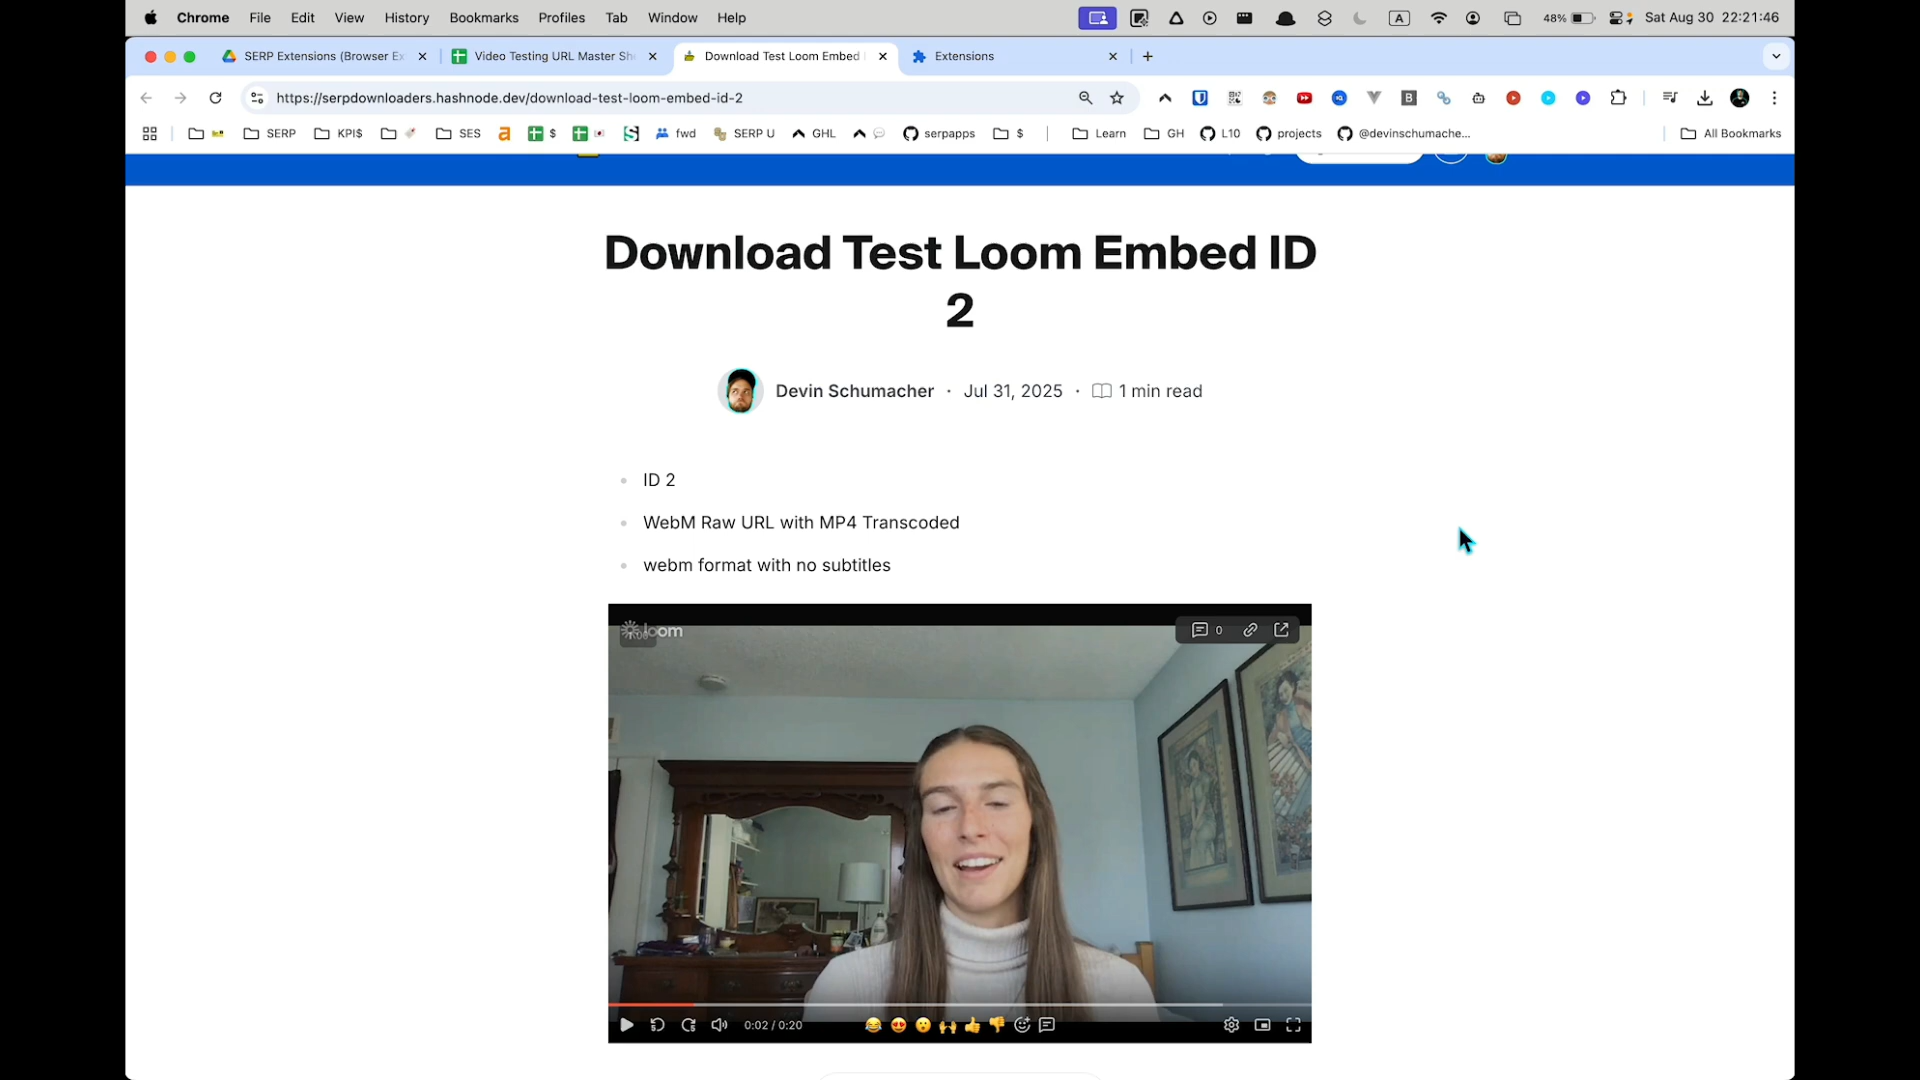 Chrome File Edit View History Bookmarks Profiles Tab Window Help A 48% Sat Aug 30 22:21:46
SERP Extensions (Browser Ex Video Testing URL Master She Download Test Loom Embed Extensions
https://serpdownloaders.hashnode.dev/download-test-loom-embed-id-2
SERP KPI$ SES $ fwd SERP U GHL serpapps $ Learn GH L10 projects @devinschumache... All Bookmarks
Download Test Loom Embed ID
2
Devin Schumacher · Jul 31, 2025 · 1 min read
ID 2
WebM Raw URL with MP4 Transcoded
webm format with no subtitles
loom 0
0:02 / 0:20